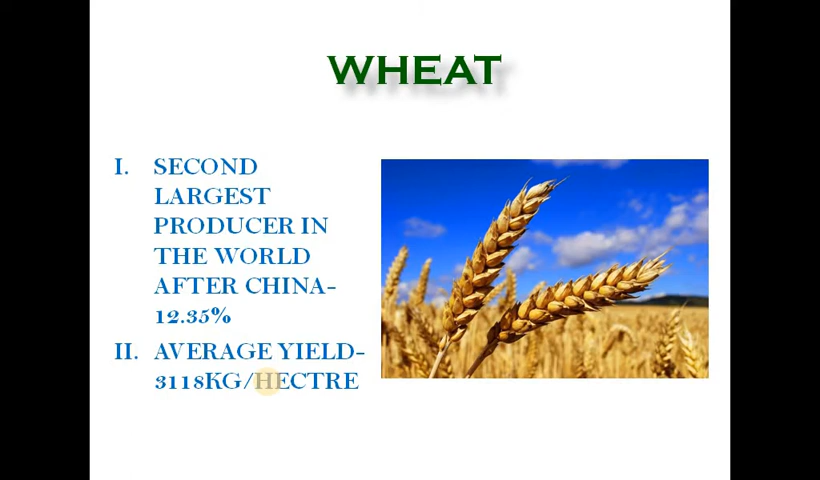 WHEAT
I. SECOND
LARGEST
PRODUCER IN
THE WORLD
AFTER CHINA-
12.35%
II. AVERAGE YIELD-
3118KG/HECTRE